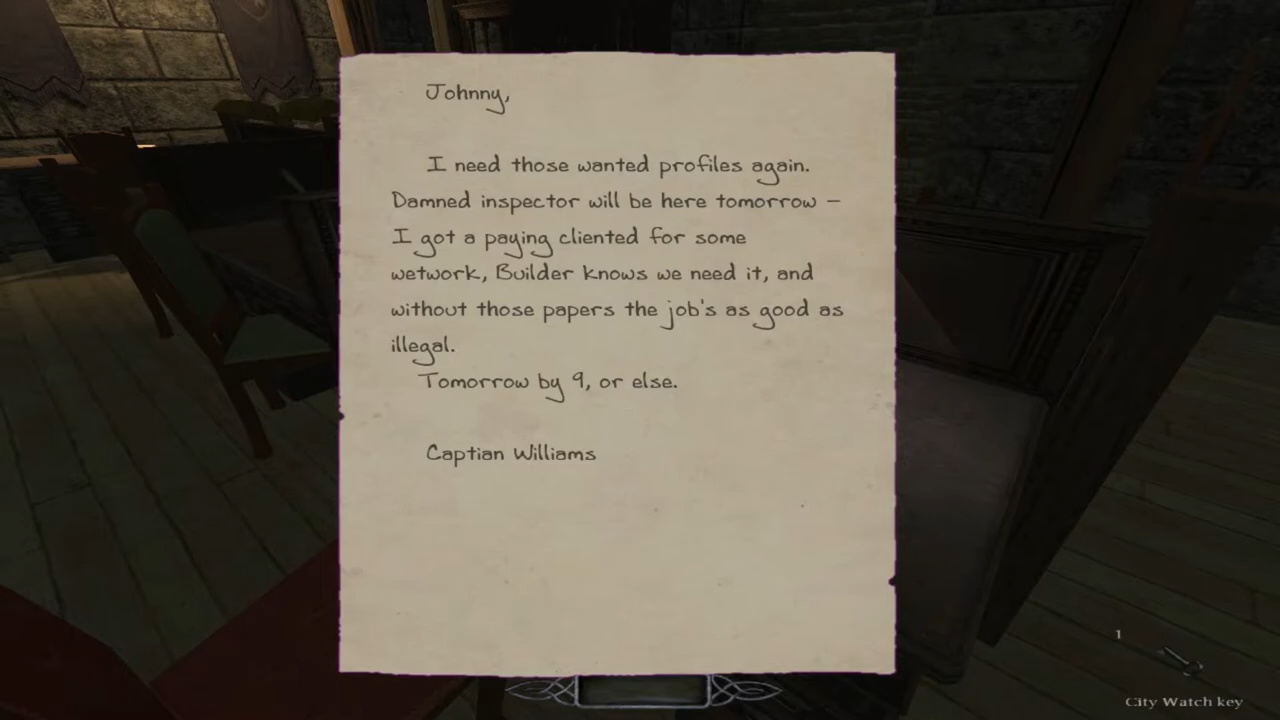 Johnny,
I need those wanted profiles again.
Damned inspector will be here tomorrow –
I got a paying cliented for some
wetwork, Builder knows we need it, and
without those papers the job's as good as
illegal.
Tomorrow by 9, or else.
Captian Williams
1
City Watch key